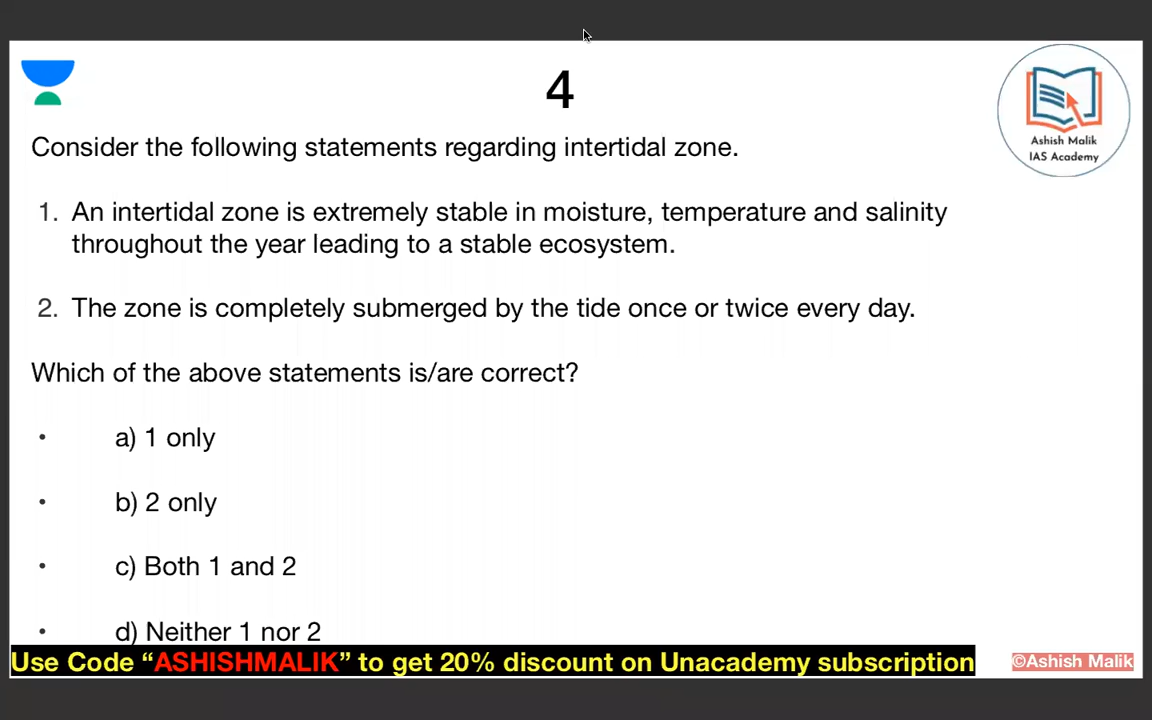 4
Ashish Malik
IAS Academy
Consider the following statements regarding intertidal zone.
1. An intertidal zone is extremely stable in moisture, temperature and salinity
throughout the year leading to a stable ecosystem.
2. The zone is completely submerged by the tide once or twice every day.
Which of the above statements is/are correct?
• a) 1 only
• b) 2 only
• c) Both 1 and 2
• d) Neither 1 nor 2
Use Code “ASHISHMALIK” to get 20% discount on Unacademy subscription
©Ashish Malik